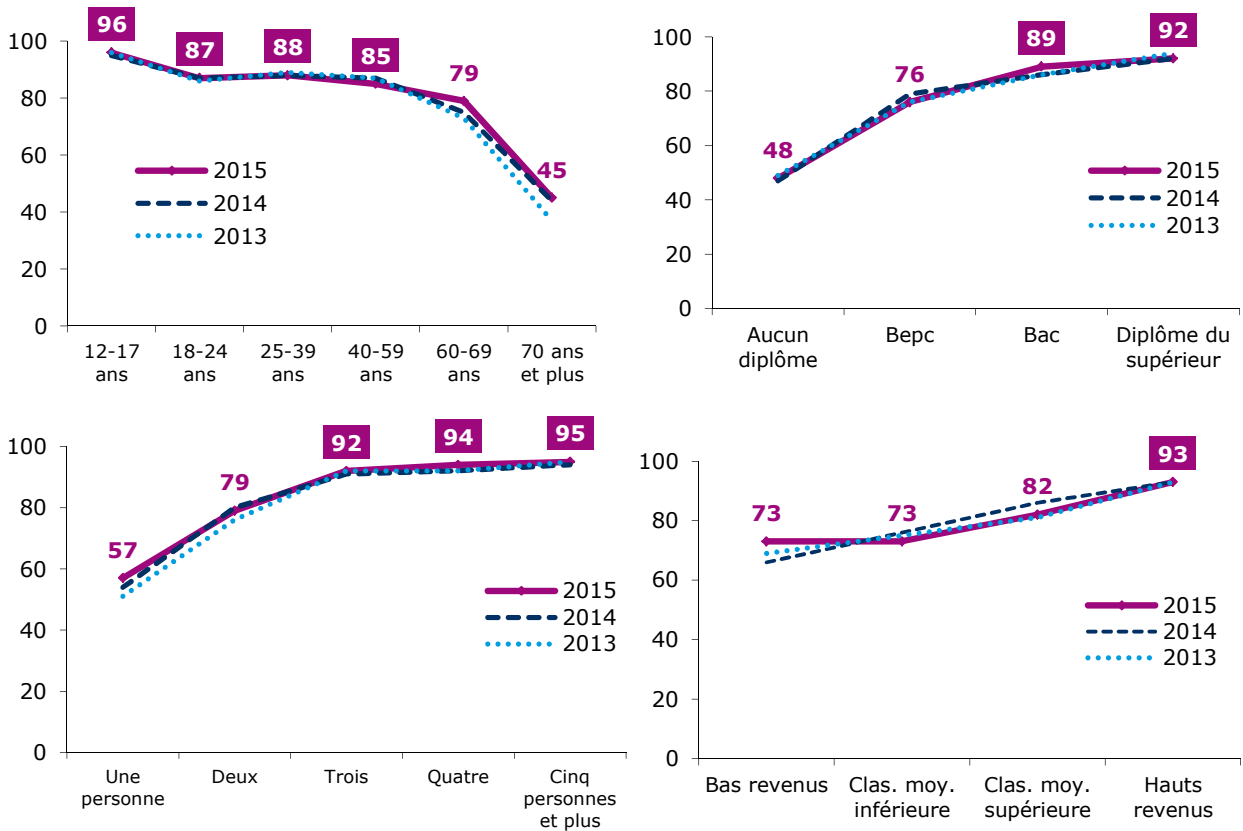 96
87
88
85
79
45
100
80
60
40
20
0
2015
2014
2013
12-17 ans
18-24 ans
25-39 ans
40-59 ans
60-69 ans
70 ans et plus
48
76
89
92
100
80
60
40
20
0
2015
2014
2013
Aucun diplôme
Bepc
Bac
Diplôme du supérieur
57
79
92
94
95
100
80
60
40
20
0
2015
2014
2013
Une personne
Deux
Trois
Quatre
Cinq personnes et plus
73
73
82
93
100
80
60
40
20
0
2015
2014
2013
Bas revenus
Clas. moy. inférieure
Clas. moy. supérieure
Hauts revenus